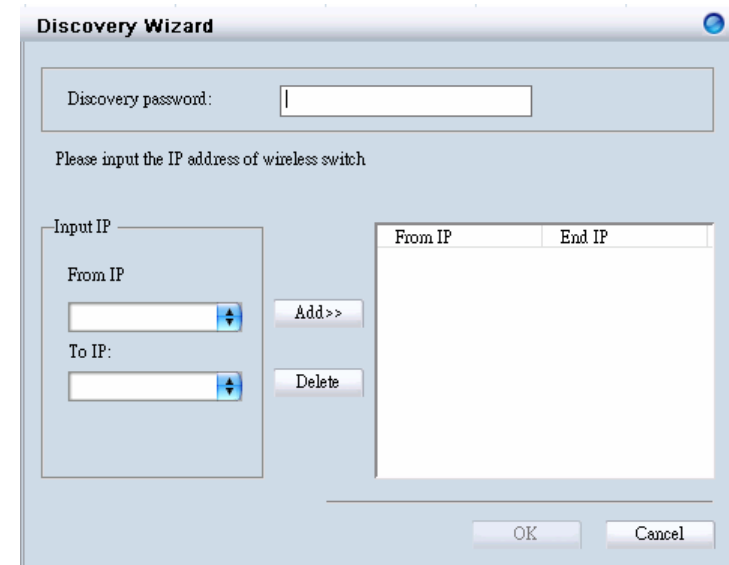 Discovery Wizard
Discovery password:
Please input the IP address of wireless switch
Input IP
From IP
To IP:
Add>>
Delete
From IP End IP
OK Cancel